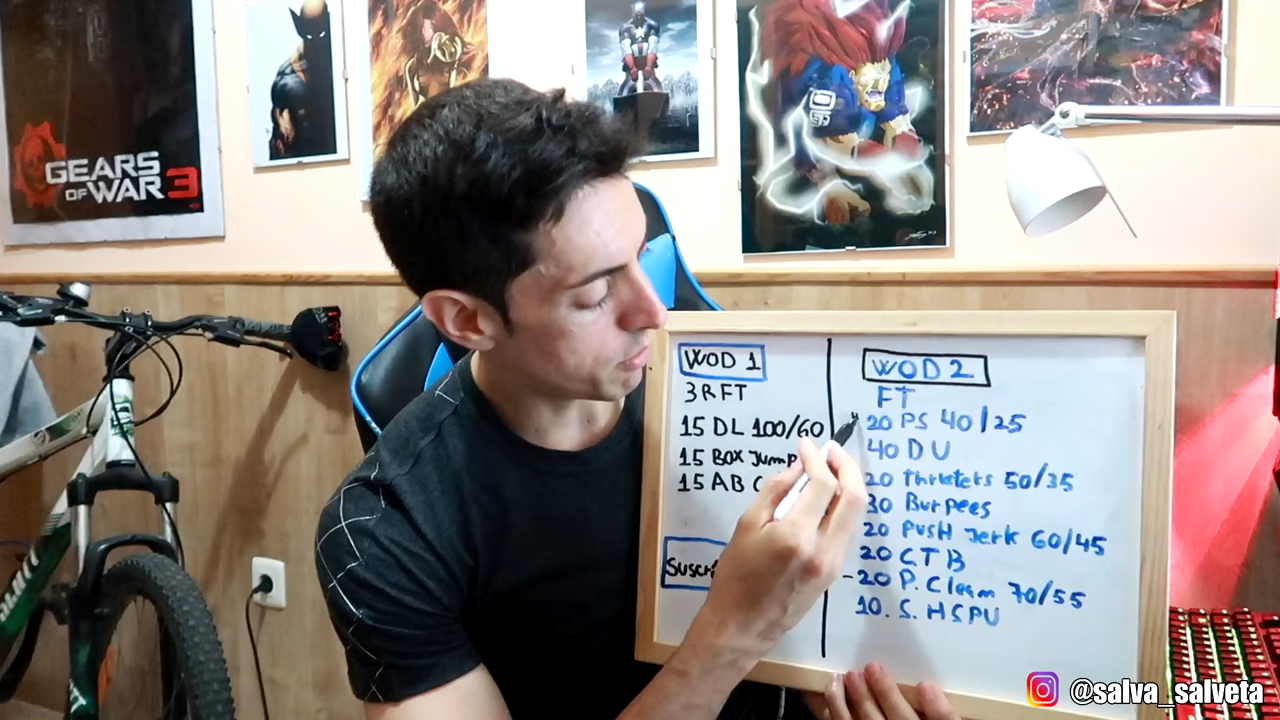 GEARS
OF WAR 3
WOD 1
3 RFT
15 DL 100/60
15 BOX Jump
15 AB
WOD 2
FT
20 PS 40/25
40 DU
20 Thrusters 50/35
30 Burpees
20 PUSH Jerk 60/45
20 CTB
-20 P. Clean 70/55
10. S. HSPU
@salva_salveta